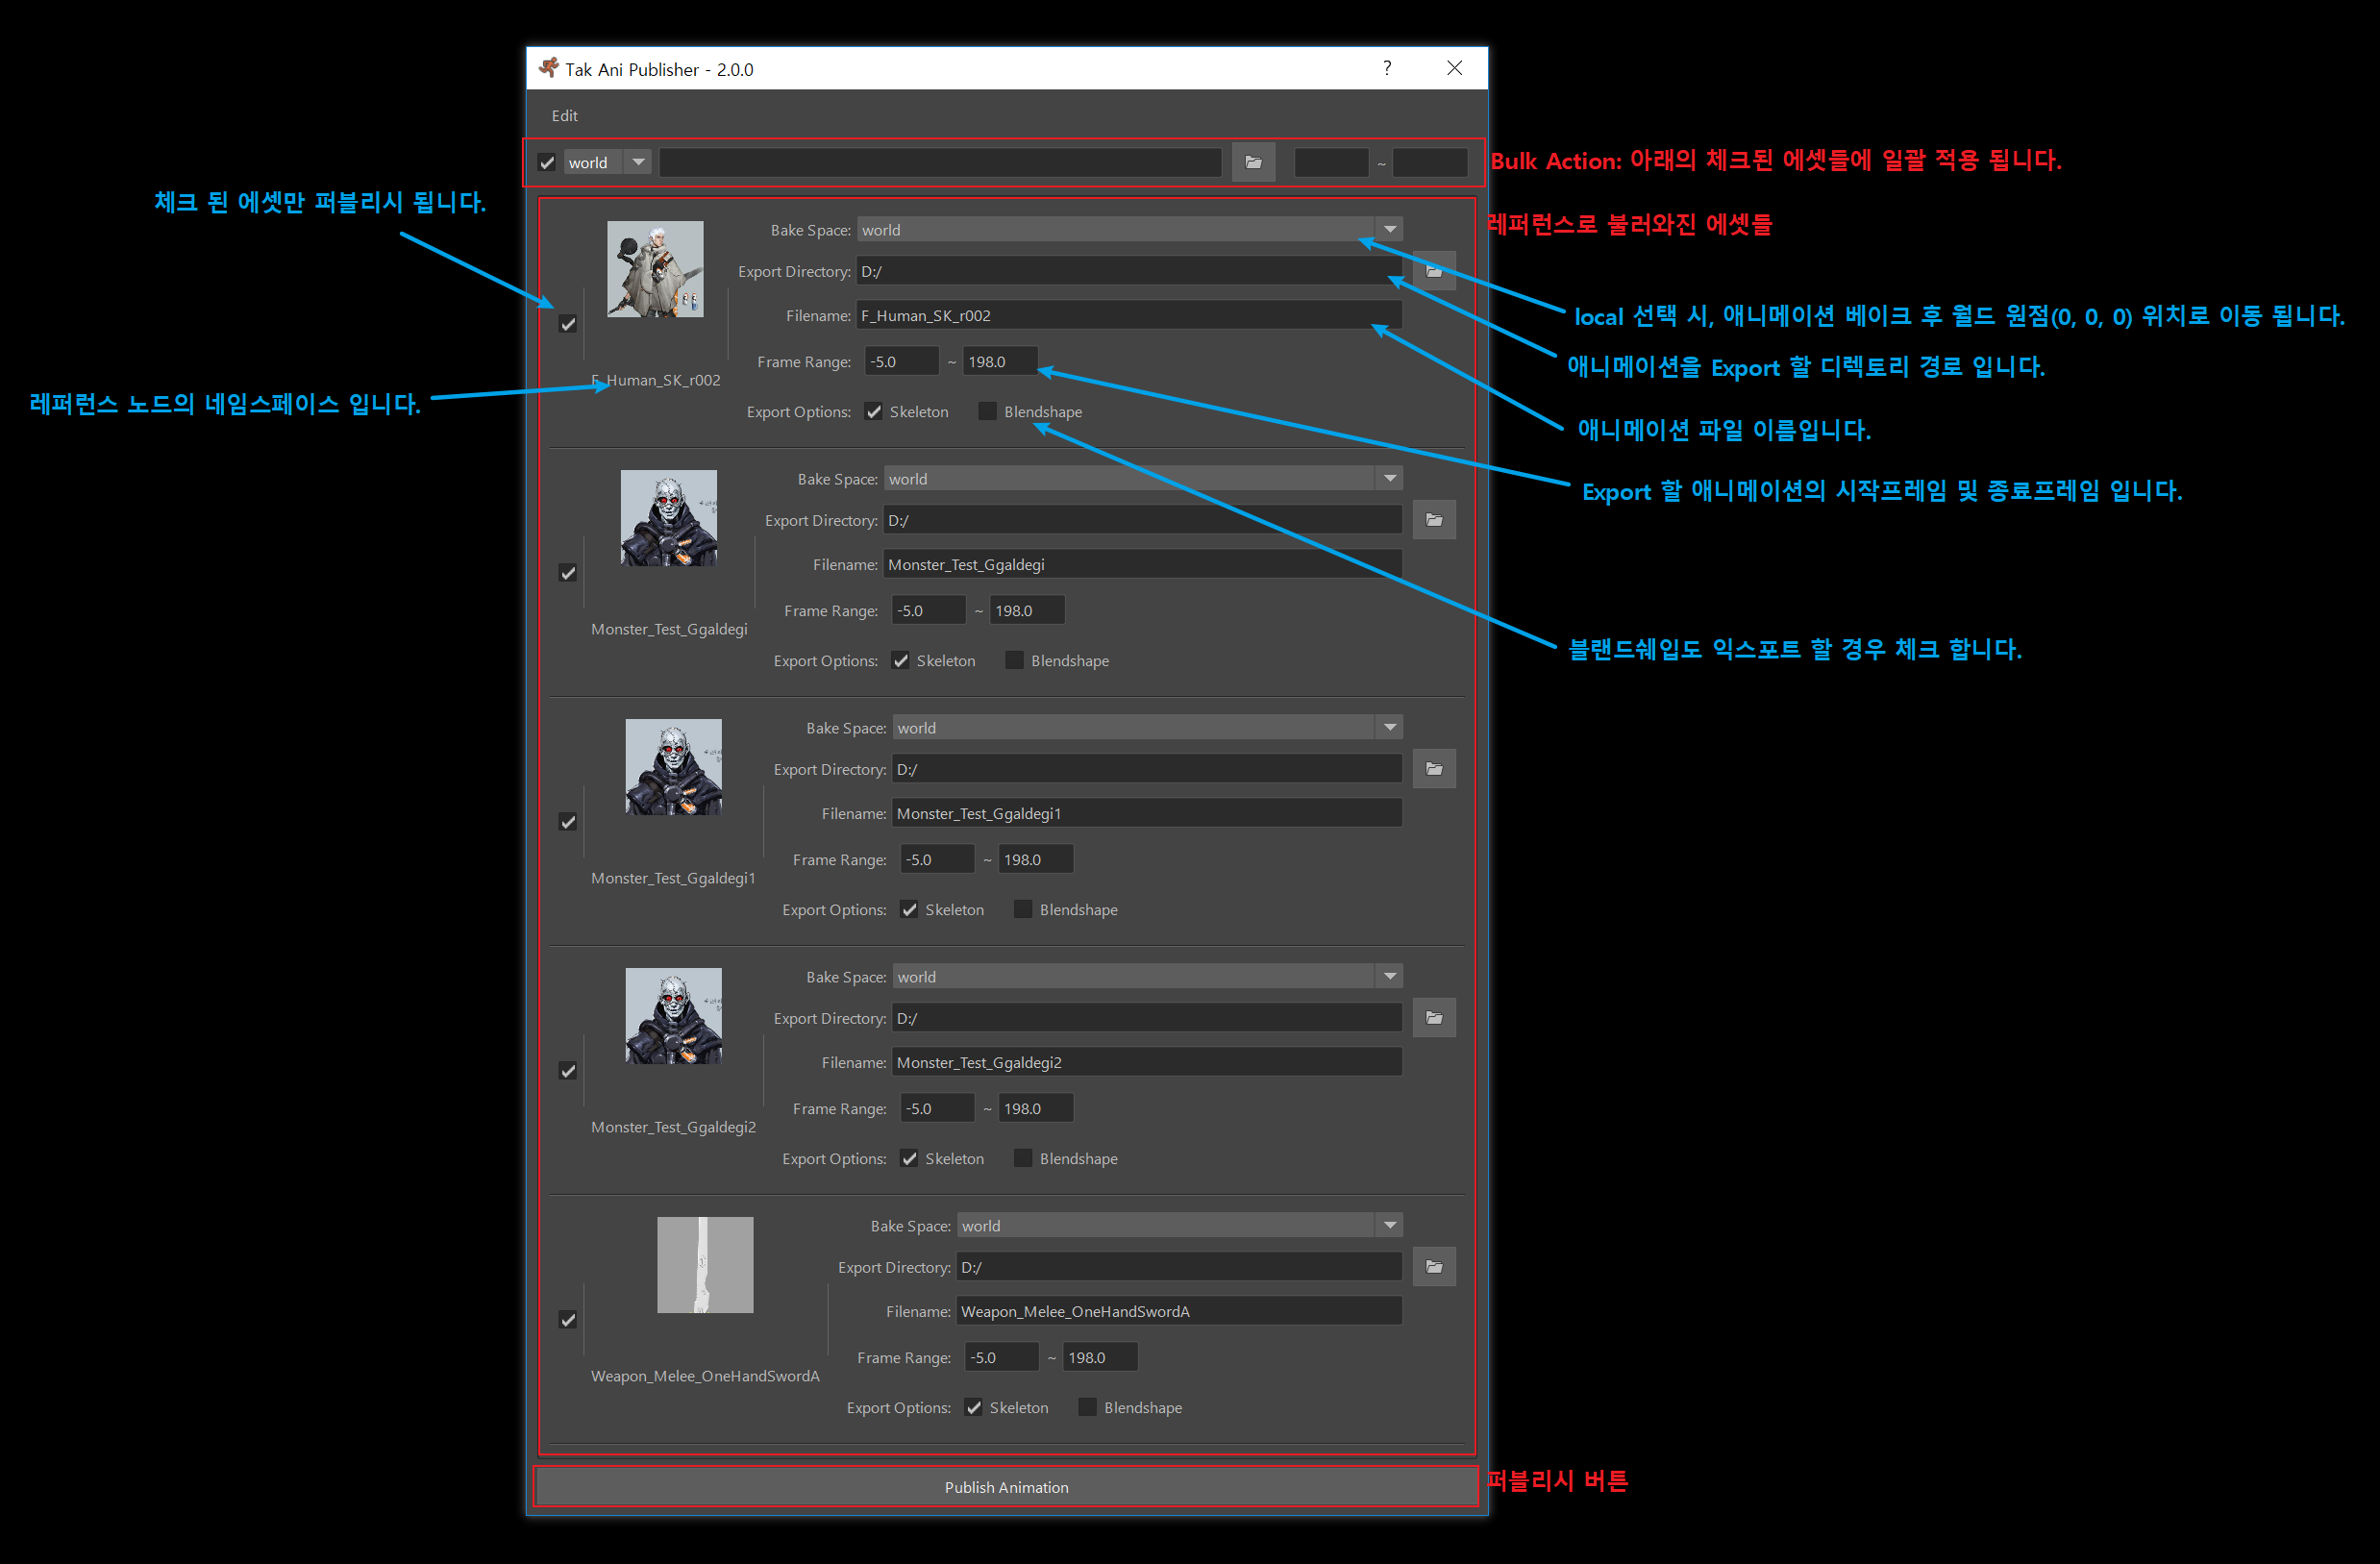 Tak Ani Publisher - 2.0.0
?
Edit
world
~
Bulk Action: 아래의 체크된 에셋들에 일괄 적용 됩니다.
체크 된 에셋만 퍼블리시 됩니다.
레퍼런스로 불러와진 에셋들
Bake Space: world
Export Directory: D:/
Filename: F_Human_SK_r002
Frame Range: -5.0 ~ 198.0
F_Human_SK_r002
Export Options: Skeleton Blendshape
레퍼런스 노드의 네임스페이스 입니다.
local 선택 시, 애니메이션 베이크 후 월드 원점(0, 0, 0) 위치로 이동 됩니다.
애니메이션을 Export 할 디렉토리 경로 입니다.
애니메이션 파일 이름입니다.
Export 할 애니메이션의 시작프레임 및 종료프레임 입니다.
블랜드쉐입도 익스포트 할 경우 체크 합니다.
Bake Space: world
Export Directory: D:/
Filename: Monster_Test_Ggaldegi
Frame Range: -5.0 ~ 198.0
Monster_Test_Ggaldegi
Export Options: Skeleton Blendshape
Bake Space: world
Export Directory: D:/
Filename: Monster_Test_Ggaldegi1
Frame Range: -5.0 ~ 198.0
Monster_Test_Ggaldegi1
Export Options: Skeleton Blendshape
Bake Space: world
Export Directory: D:/
Filename: Monster_Test_Ggaldegi2
Frame Range: -5.0 ~ 198.0
Monster_Test_Ggaldegi2
Export Options: Skeleton Blendshape
Bake Space: world
Export Directory: D:/
Filename: Weapon_Melee_OneHandSwordA
Frame Range: -5.0 ~ 198.0
Weapon_Melee_OneHandSwordA
Export Options: Skeleton Blendshape
Publish Animation
퍼블리시 버튼